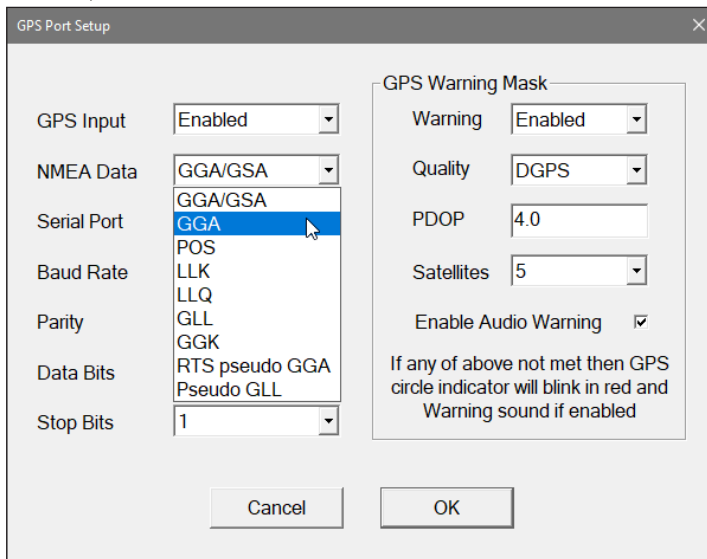 GPS Port Setup
GPS Input
Enabled
NMEA Data
GGA/GSA
GGA/GSA
GGA
POS
LLK
LLQ
GLL
GGK
RTS pseudo GGA
Pseudo GLL
Serial Port
Baud Rate
Parity
Data Bits
Stop Bits
1
GPS Warning Mask
Warning
Enabled
Quality
DGPS
PDOP
4.0
Satellites
5
Enable Audio Warning
If any of above not met then GPS
circle indicator will blink in red and
Warning sound if enabled
Cancel
OK